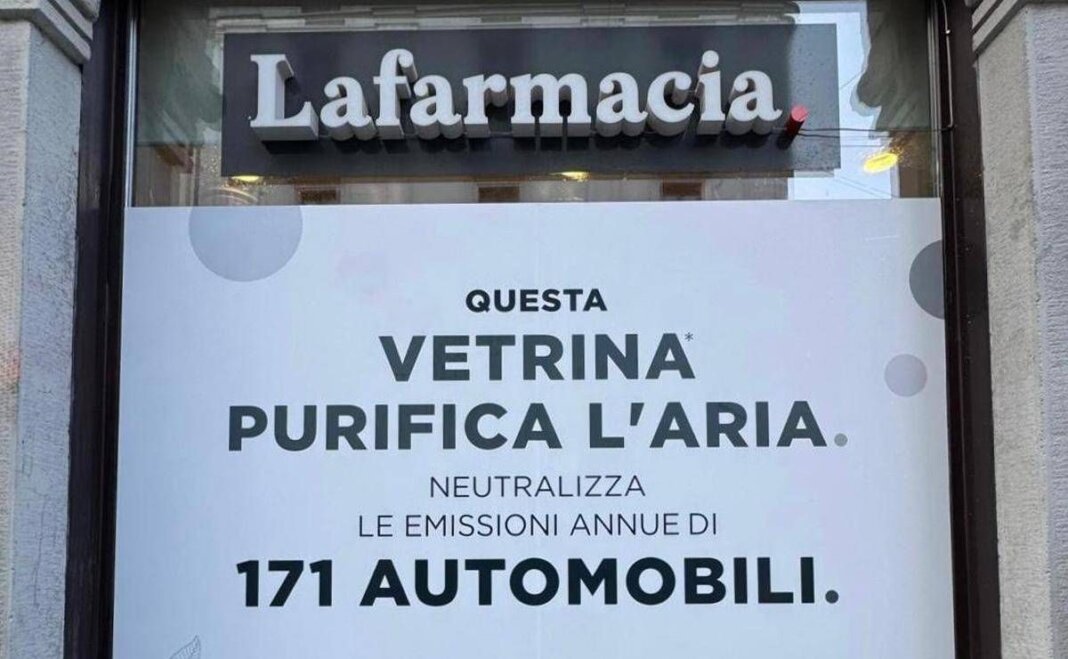 Lafarmacia.
QUESTA
VETRINA*
PURIFICA L'ARIA.
NEUTRALIZZA
LE EMISSIONI ANNUE DI
171 AUTOMOBILI.